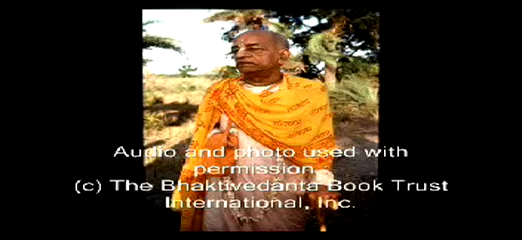 Audio and photo used with
permission.
(c) The Bhaktivedanta Book Trust
International, Inc.